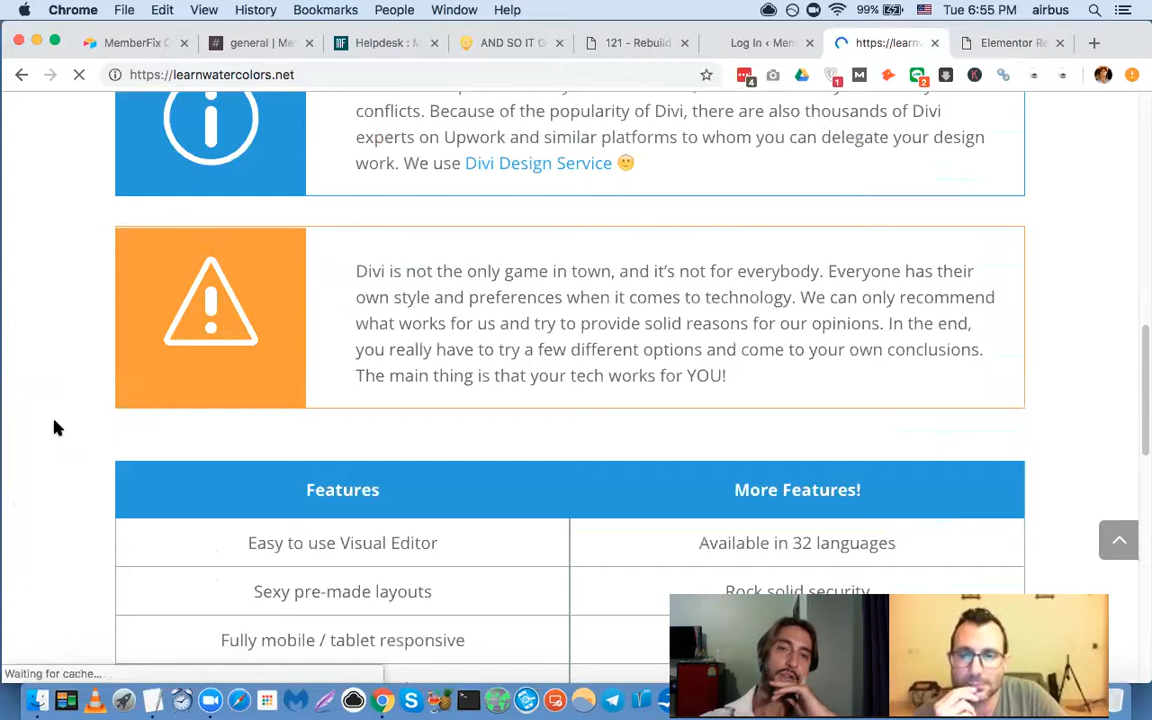 Chrome File Edit View History Bookmarks People Window Help 99% Tue 6:55 PM airbus
MemberFix C
general | Me
Helpdesk : M
AND SO IT G
121 - Rebuild
Log In ‹ Mem
https://learn
Elementor Re
https://learnwatercolors.net
4
1
2
conflicts. Because of the popularity of Divi, there are also thousands of Divi
experts on Upwork and similar platforms to whom you can delegate your design
work. We use Divi Design Service 🙂
Divi is not the only game in town, and it's not for everybody. Everyone has their
own style and preferences when it comes to technology. We can only recommend
what works for us and try to provide solid reasons for our opinions. In the end,
you really have to try a few different options and come to your own conclusions.
The main thing is that your tech works for YOU!
Features More Features!
Easy to use Visual Editor Available in 32 languages
Sexy pre-made layouts Rock solid security
Fully mobile / tablet responsive
Waiting for cache...